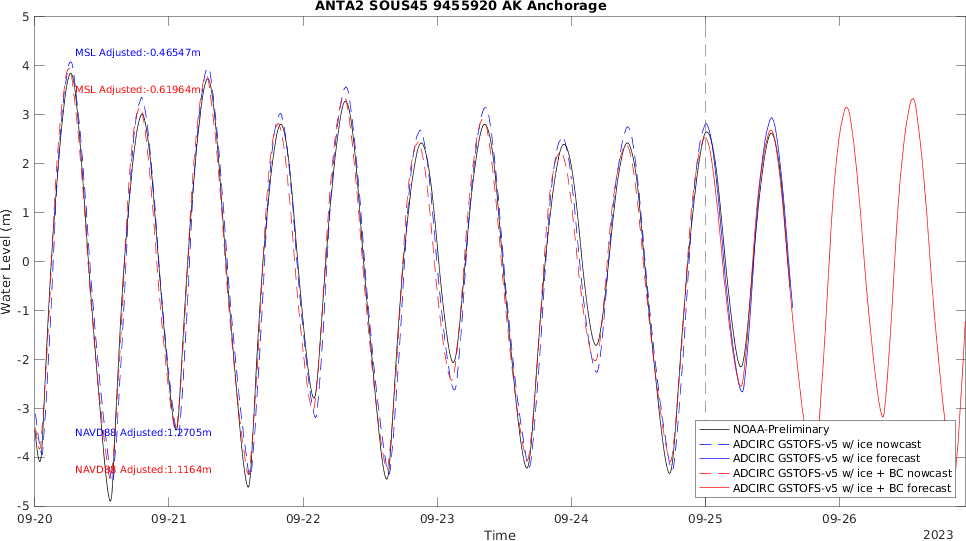 ANTA2 SOUS45 9455920 AK Anchorage
5
4
3
2
1
0
-1
-2
-3
-4
-5
Water Level (m)
MSL Adjusted:-0.46547m
MSL Adjusted:-0.61964m
NAVD88 Adjusted:1.2705m
NAVD88 Adjusted:1.1164m
NOAA-Preliminary
ADCIRC GSTOFS-v5 w/ ice nowcast
ADCIRC GSTOFS-v5 w/ ice forecast
ADCIRC GSTOFS-v5 w/ ice + BC nowcast
ADCIRC GSTOFS-v5 w/ ice + BC forecast
09-20 09-21 09-22 09-23 09-24 09-25 09-26
Time
2023